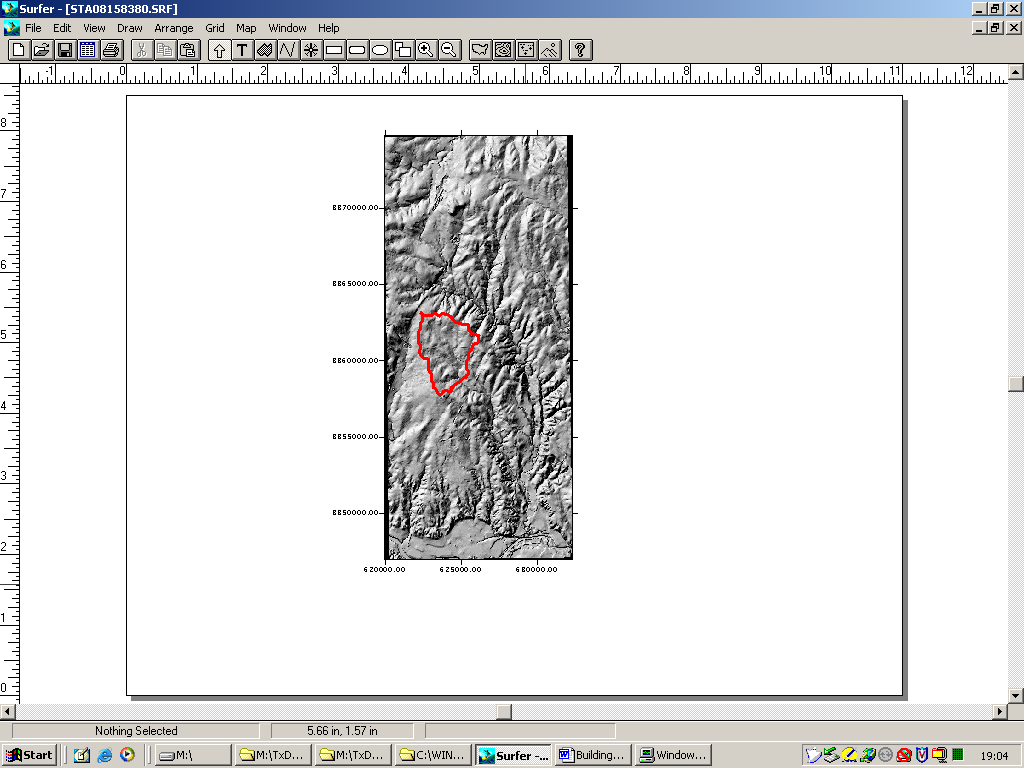 Surfer - [STA08158380.SRF]
File Edit View Draw Arrange Grid Map Window Help
T ?
-1 0 1 2 3 4 5 6 7 8 9 10 11 12
8
7
6
5
4
3
2
1
0
8870000.00
8865000.00
8860000.00
8855000.00
8850000.00
620000.00 625000.00 630000.00
Nothing Selected 5.66 in, 1.57 in
Start M:\ M:\TxD... M:\TxD... C:\WIN... Surfer -... Building... Window... 19:04